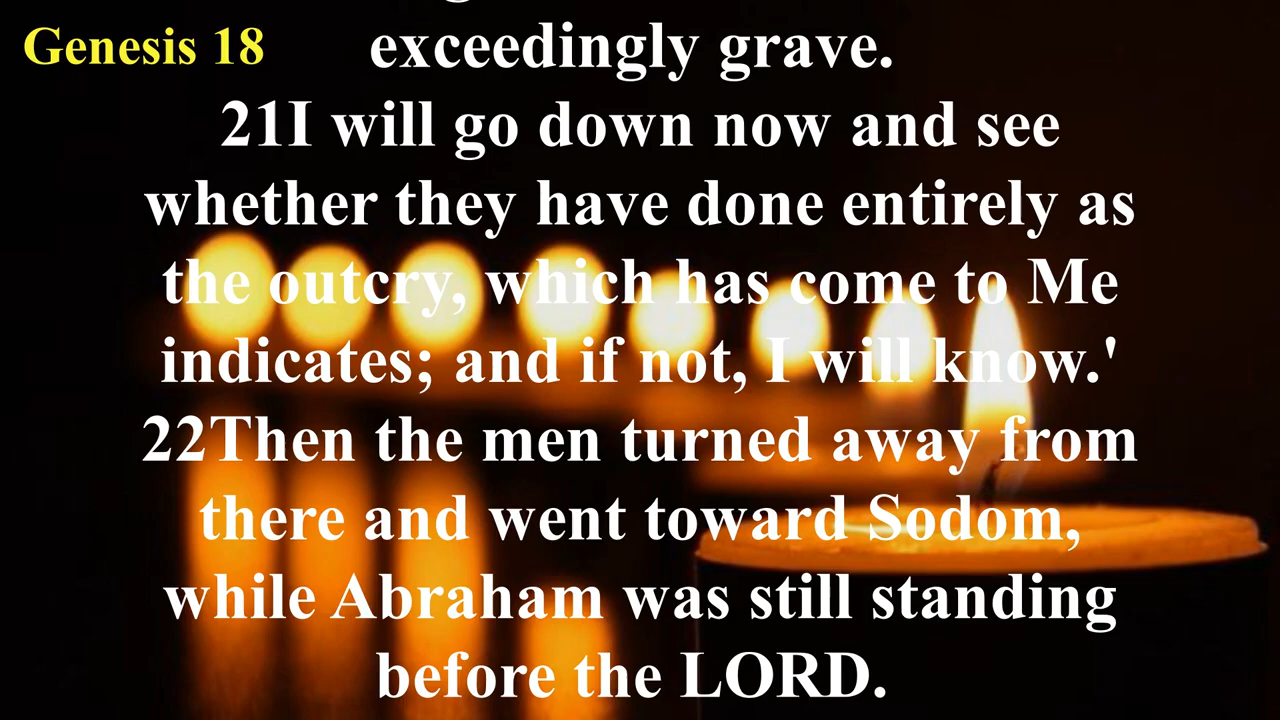 Genesis 18
exceedingly grave.
21I will go down now and see
whether they have done entirely as
the outcry, which has come to Me
indicates; and if not, I will know.'
22Then the men turned away from
there and went toward Sodom,
while Abraham was still standing
before the LORD.